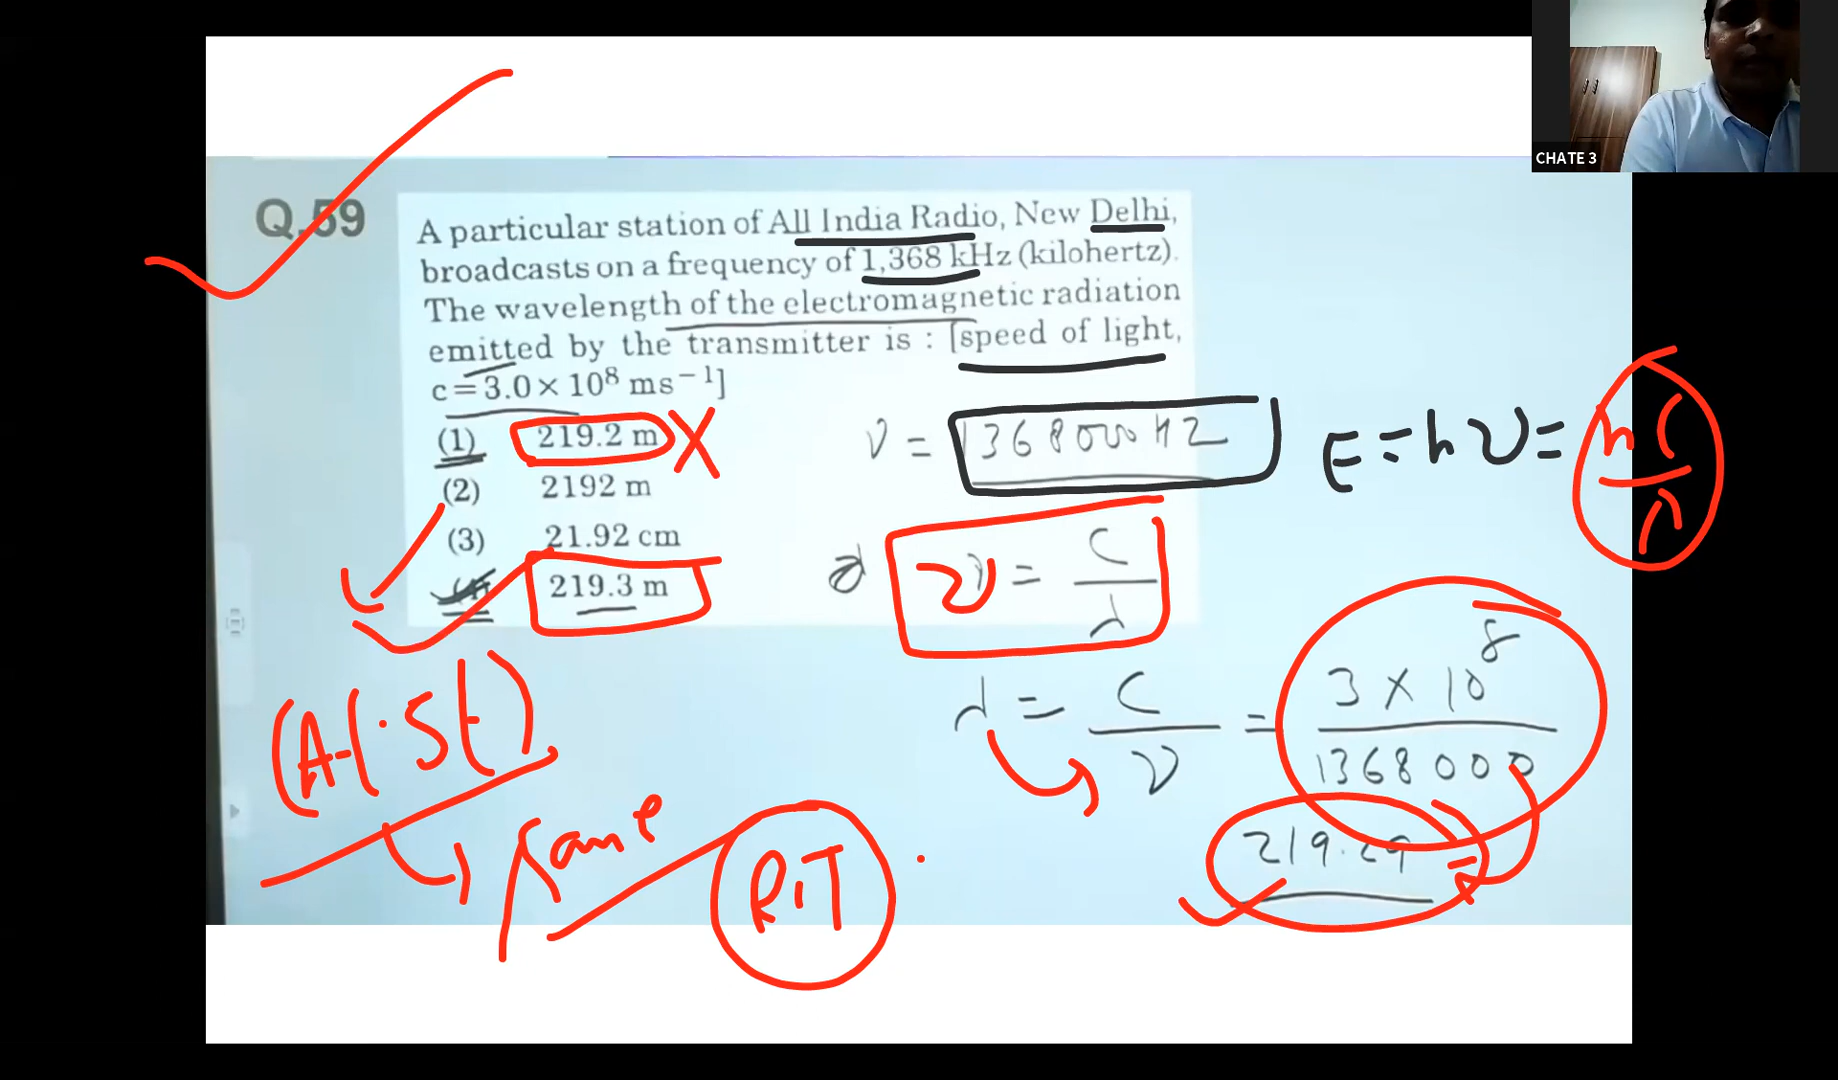 CHATE 3
Q.59
A particular station of All India Radio, New Delhi,
broadcasts on a frequency of 1,368 kHz (kilohertz).
The wavelength of the electromagnetic radiation
emitted by the transmitter is : [speed of light,
c = 3.0 × 10⁸ ms⁻¹]
(1) 219.2 m X
(2) 2192 m
(3) 21.92 cm
219.3 m
ν = 1368000 HZ
E = hν = hc/λ
ν = c/λ
λ = c/ν = 3 × 10⁸/1368000
219.29
same
RIT